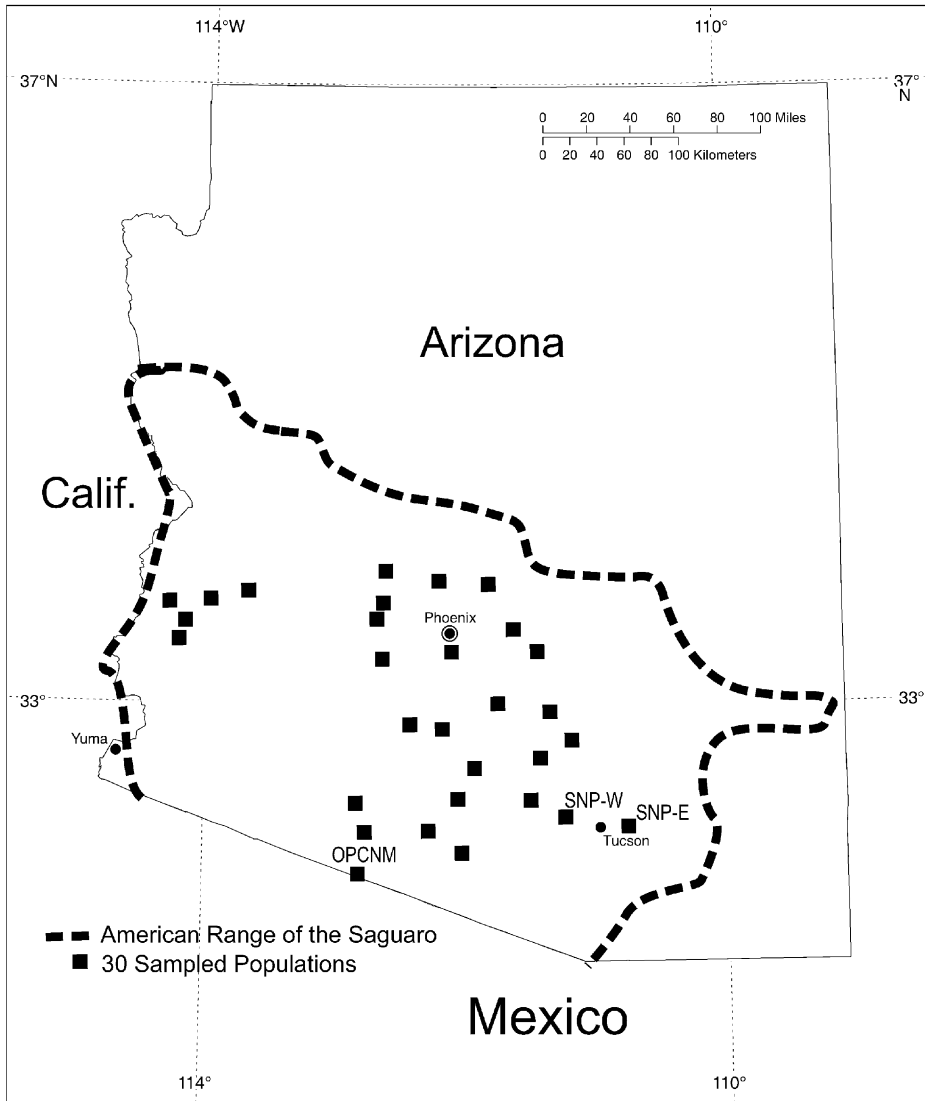 114°W 110°
37°N 37°
N
0 20 40 60 80 100 Miles
0 20 40 60 80 100 Kilometers
Arizona
Calif.
Phoenix
33° 33°
Yuma
SNP-W SNP-E
Tucson
OPCNM
American Range of the Saguaro
30 Sampled Populations
Mexico
114° 110°